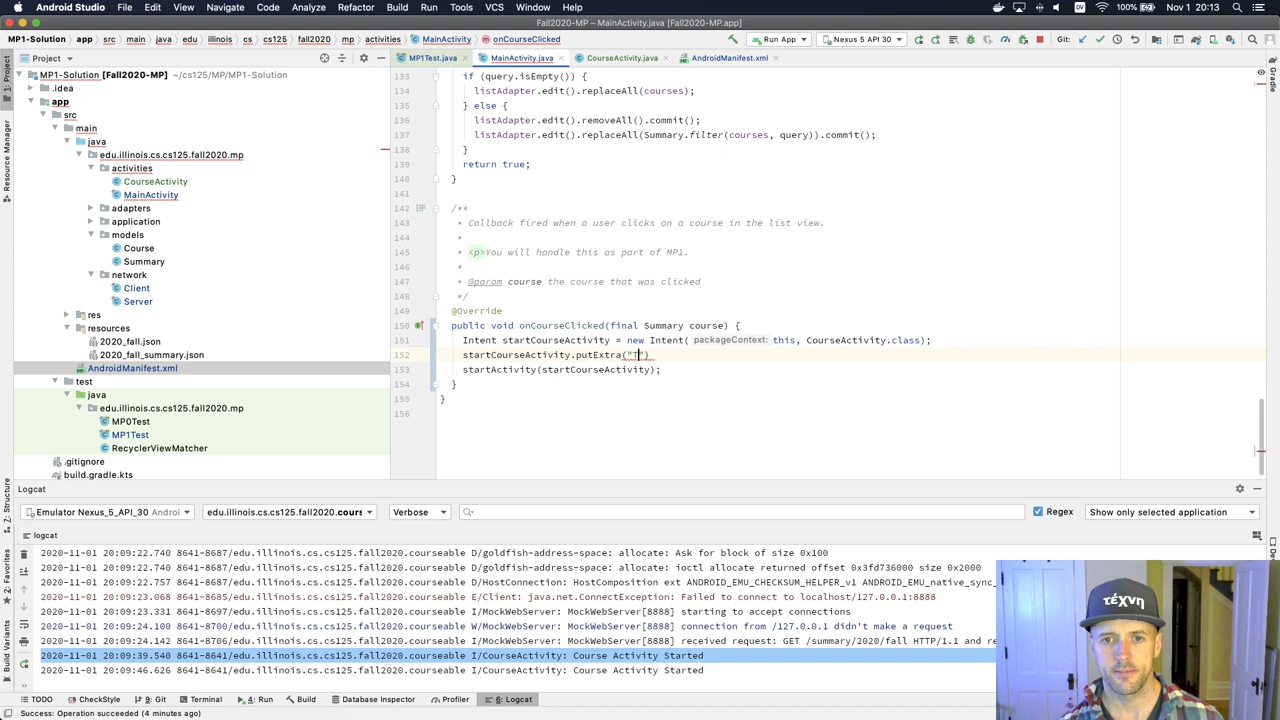 Android Studio File Edit View Navigate Code Analyze Refactor Build Run Tools VCS Window Help 100% Nov 1 20:13
Fall2020-MP – MainActivity.java [Fall2020-MP.app]
MP1-Solution app src main java edu illinois cs cs125 fall2020 mp activities MainActivity onCourseClicked Run App Nexus 5 API 30 Git:
Project MP1Test.java MainActivity.java CourseActivity.java AndroidManifest.xml
MP1-Solution [Fall2020-MP] ~/cs125/MP/MP1-Solution
.idea
app
src
main
java
edu.illinois.cs.cs125.fall2020.mp
activities
CourseActivity
MainActivity
adapters
application
models
Course
Summary
network
Client
Server
res
resources
2020_fall.json
2020_fall_summary.json
AndroidManifest.xml
test
java
edu.illinois.cs.cs125.fall2020.mp
MP0Test
MP1Test
RecyclerViewMatcher
.gitignore
build.gradle.kts
133 if (query.isEmpty()) {
134 listAdapter.edit().replaceAll(courses);
135 } else {
136 listAdapter.edit().removeAll().commit();
137 listAdapter.edit().replaceAll(Summary.filter(courses, query)).commit();
138 }
139 return true;
140 }
141
142 /**
143 * Callback fired when a user clicks on a course in the list view.
144 *
145 * <p>You will handle this as part of MP1.
146 *
147 * @param course the course that was clicked
148 */
149 @Override
150 public void onCourseClicked(final Summary course) {
151 Intent startCourseActivity = new Intent( packageContext: this, CourseActivity.class);
152 startCourseActivity.putExtra("T")
153 startActivity(startCourseActivity);
154 }
155 }
156
1: Project
Resource Manager
Z: Structure
2: Favorites
Build Variants
Gradle
Logcat
Emulator Nexus_5_API_30 Androi edu.illinois.cs.cs125.fall2020.cours Verbose Regex Show only selected application
logcat
2020-11-01 20:09:22.740 8641-8687/edu.illinois.cs.cs125.fall2020.courseable D/goldfish-address-space: allocate: Ask for block of size 0x100
2020-11-01 20:09:22.740 8641-8687/edu.illinois.cs.cs125.fall2020.courseable D/goldfish-address-space: allocate: ioctl allocate returned offset 0x3fd736000 size 0x2000
2020-11-01 20:09:22.757 8641-8687/edu.illinois.cs.cs125.fall2020.courseable D/HostConnection: HostComposition ext ANDROID_EMU_CHECKSUM_HELPER_v1 ANDROID_EMU_native_sync_
2020-11-01 20:09:23.068 8641-8685/edu.illinois.cs.cs125.fall2020.courseable E/Client: java.net.ConnectException: Failed to connect to localhost/127.0.0.1:8888
2020-11-01 20:09:23.331 8641-8697/edu.illinois.cs.cs125.fall2020.courseable I/MockWebServer: MockWebServer[8888] starting to accept connections
2020-11-01 20:09:24.100 8641-8700/edu.illinois.cs.cs125.fall2020.courseable W/MockWebServer: MockWebServer[8888] connection from /127.0.0.1 didn't make a request
2020-11-01 20:09:24.142 8641-8706/edu.illinois.cs.cs125.fall2020.courseable I/MockWebServer: MockWebServer[8888] received request: GET /summary/2020/fall HTTP/1.1 and re
2020-11-01 20:09:39.540 8641-8641/edu.illinois.cs.cs125.fall2020.courseable I/CourseActivity: Course Activity Started
2020-11-01 20:09:46.626 8641-8641/edu.illinois.cs.cs125.fall2020.courseable I/CourseActivity: Course Activity Started
τέχνη
TODO CheckStyle 9: Git Terminal 4: Run Build Database Inspector Profiler 6: Logcat
Success: Operation succeeded (4 minutes ago)